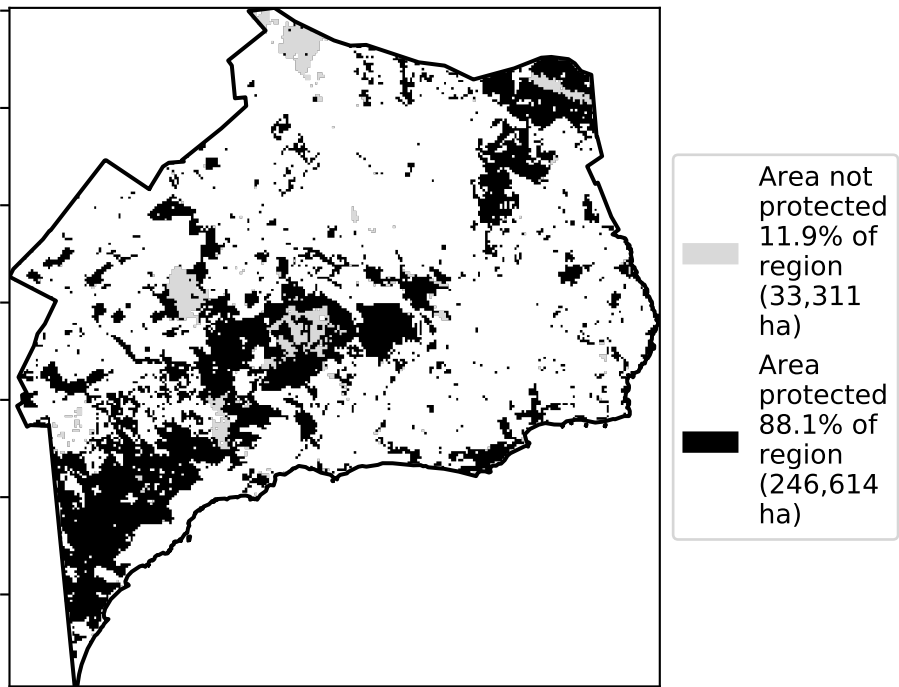 Area not
protected
11.9% of
region
(33,311
ha)
Area
protected
88.1% of
region
(246,614
ha)